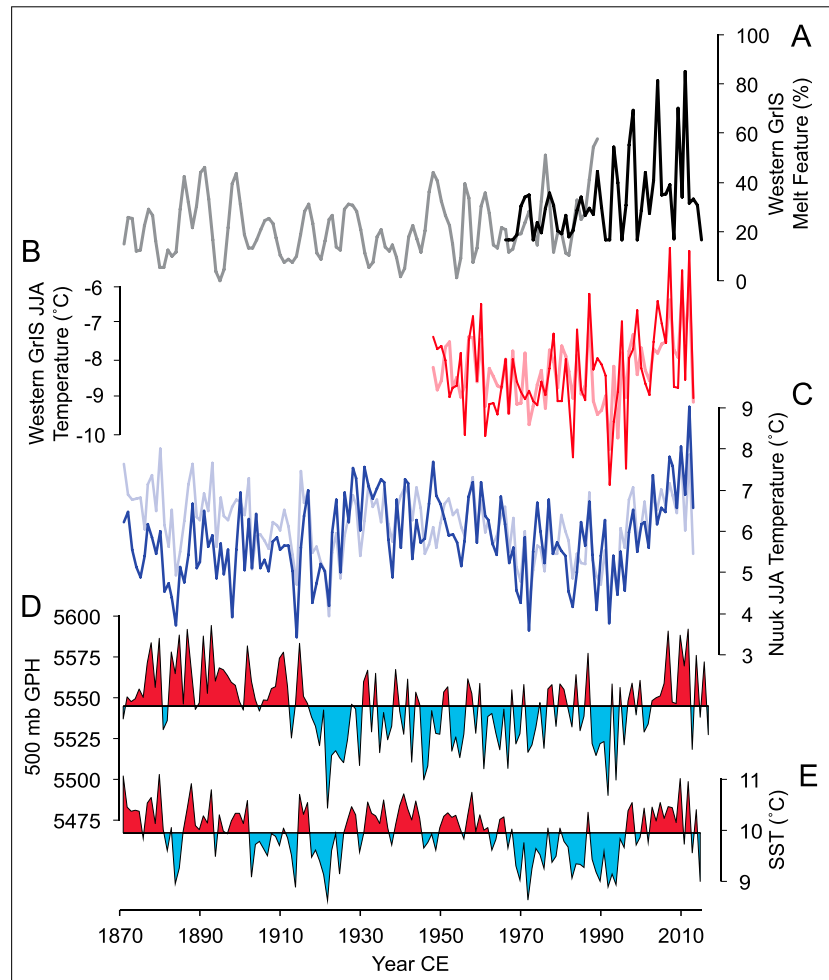 A
100
80
60
40
20
0
Western GrIS
Melt Feature (%)
B
-6
-7
-8
-9
-10
Western GrIS JJA
Temperature (˚C)
C
9
8
7
6
5
4
3
Nuuk JJA Temperature (˚C)
D
5600
5575
5550
5525
5500
5475
500 mb GPH
E
11
10
9
SST (˚C)
1870 1890 1910 1930 1950 1970 1990 2010
Year CE